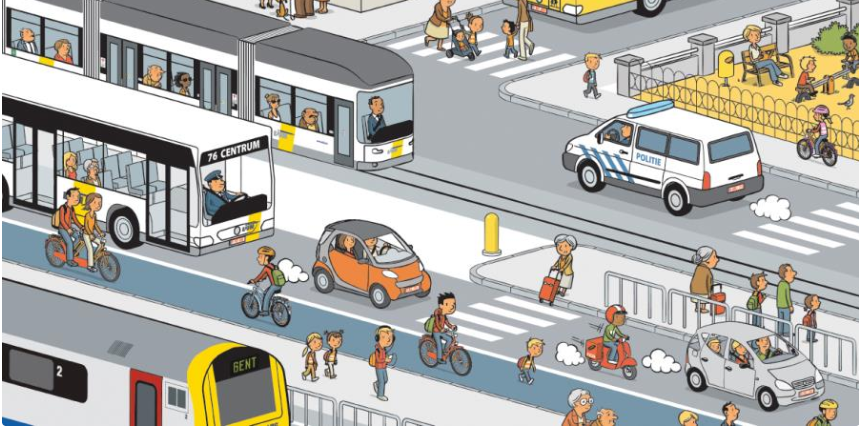 76 CENTRUM
POLITIE
GENT
2